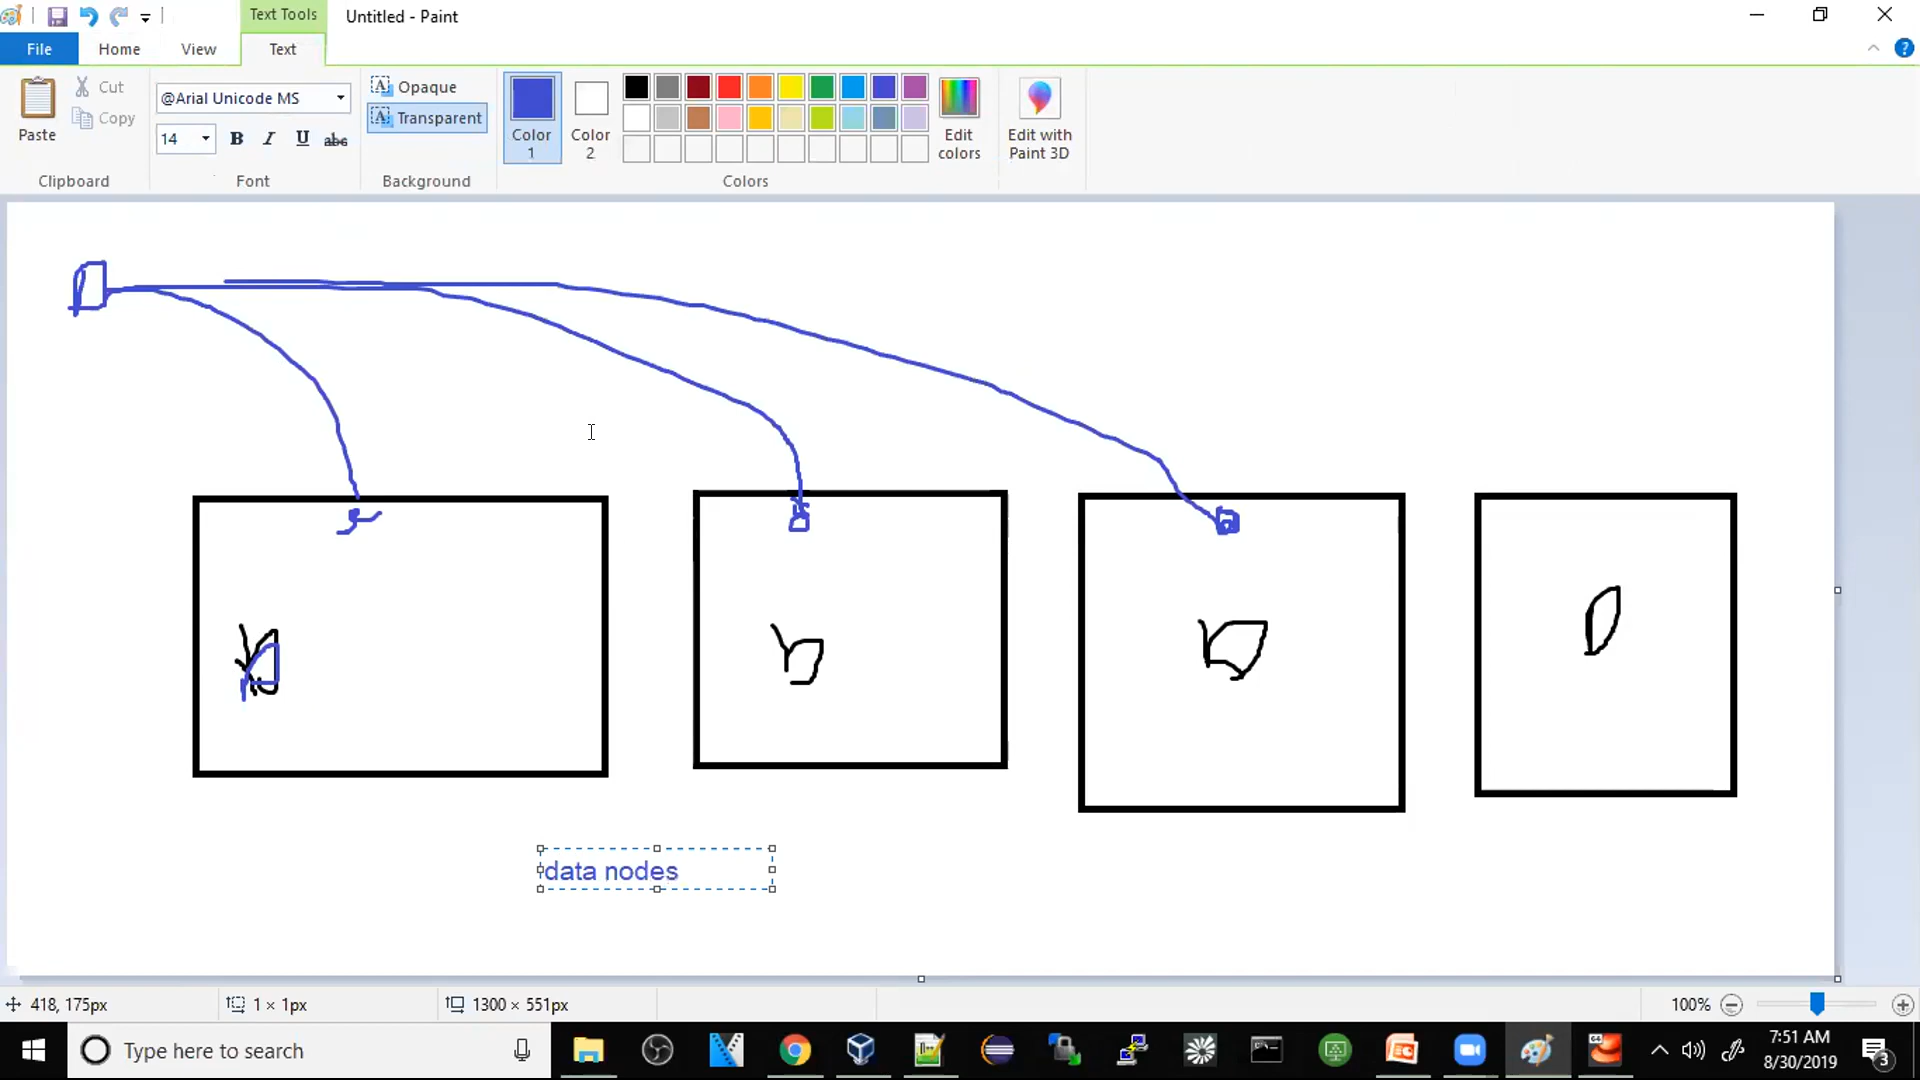 Text Tools
Untitled - Paint
File
Home
View
Text
Paste
Cut
Copy
Clipboard
@Arial Unicode MS
14
B
I
U
abc
Font
A Opaque
A Transparent
Background
Color
1
Color
2
Edit
colors
Colors
Edit with
Paint 3D
data nodes
418, 175px
1 × 1px
1300 × 551px
100%
Type here to search
7:51 AM
8/30/2019
3